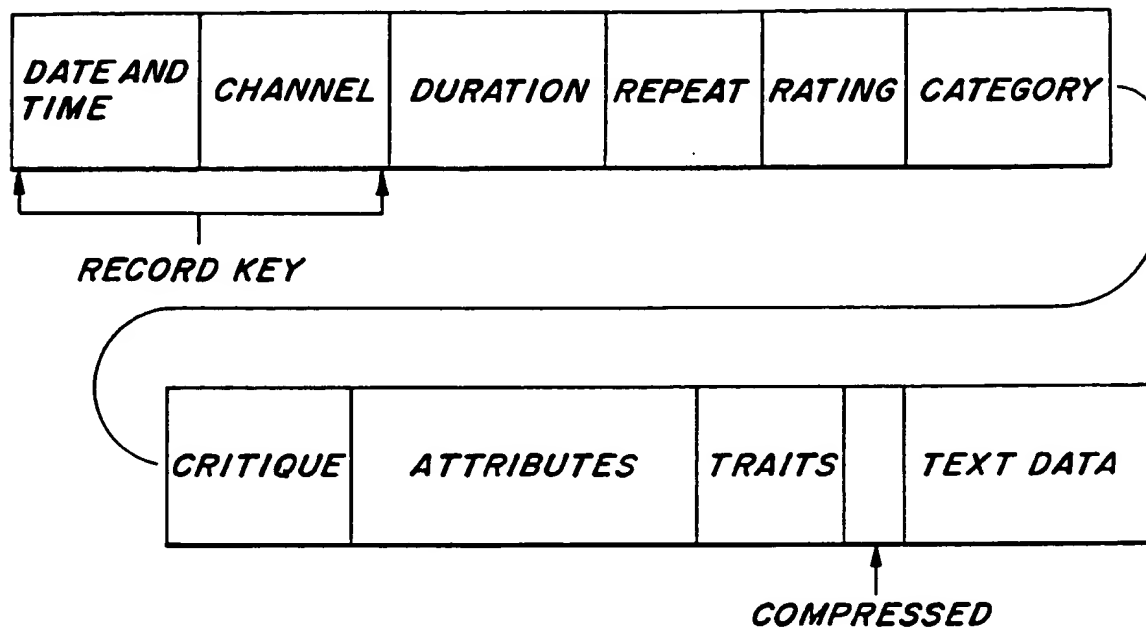 DATE AND TIME CHANNEL DURATION REPEAT RATING CATEGORY
RECORD KEY
CRITIQUE ATTRIBUTES TRAITS TEXT DATA
COMPRESSED